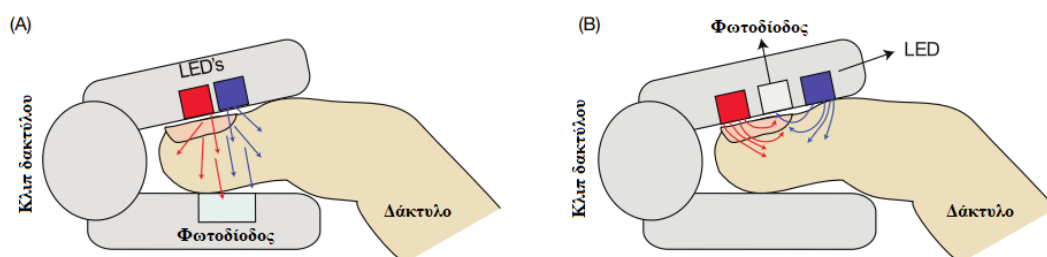 (A)
LED's
Κλιπ δακτύλου
Φωτοδίοδος
Δάκτυλο
(B)
Φωτοδίοδος
LED
Κλιπ δακτύλου
Δάκτυλο